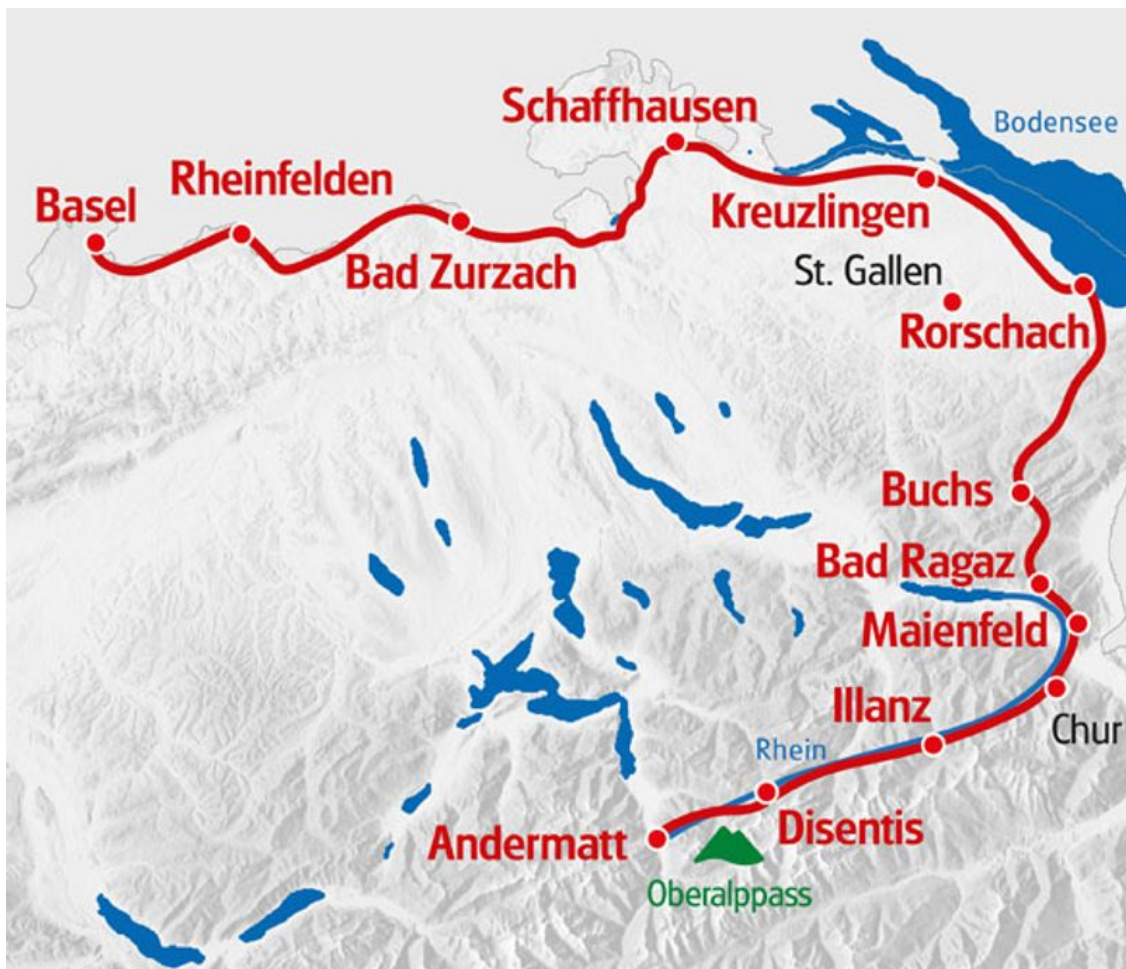 Schaffhausen
Bodensee
Rheinfelden
Basel
Kreuzlingen
Bad Zurzach
St. Gallen
Rorschach
Buchs
Bad Ragaz
Maienfeld
Illanz
Chur
Rhein
Disentis
Andermatt
Oberalppass